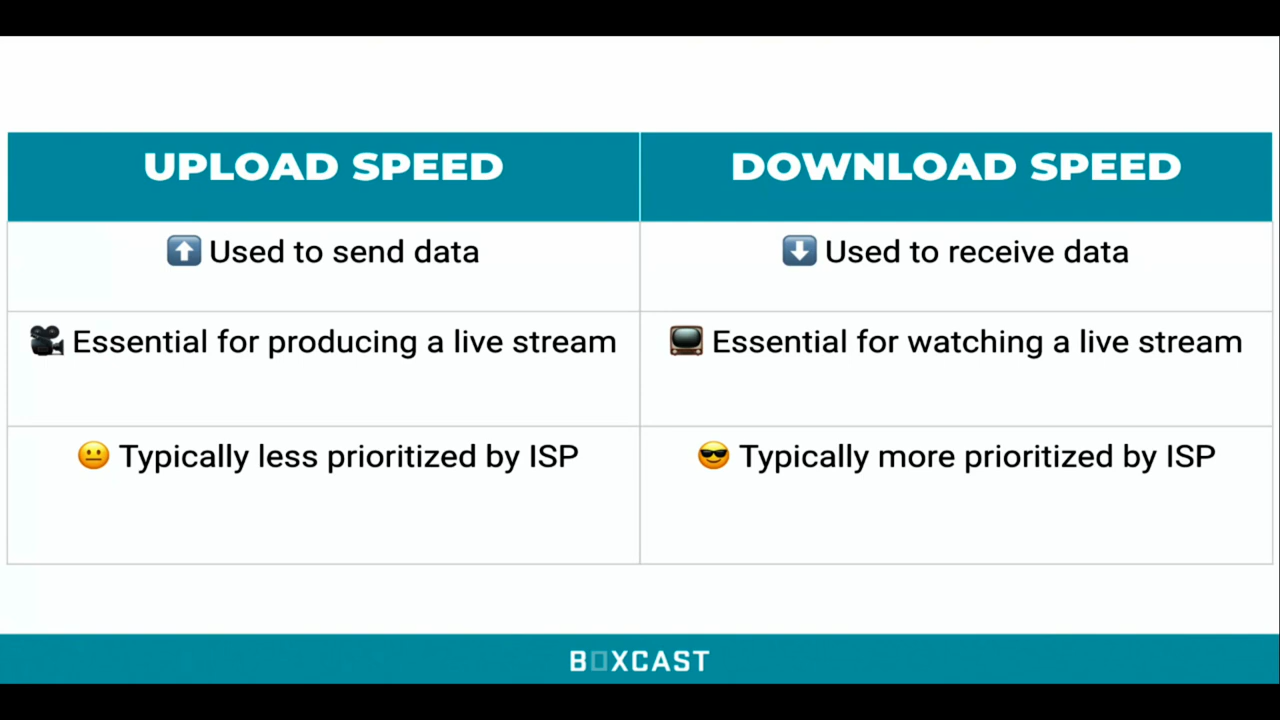 UPLOAD SPEED
DOWNLOAD SPEED
⬆️ Used to send data
⬇️ Used to receive data
🎥 Essential for producing a live stream
📺 Essential for watching a live stream
😐 Typically less prioritized by ISP
😎 Typically more prioritized by ISP
BOXCAST